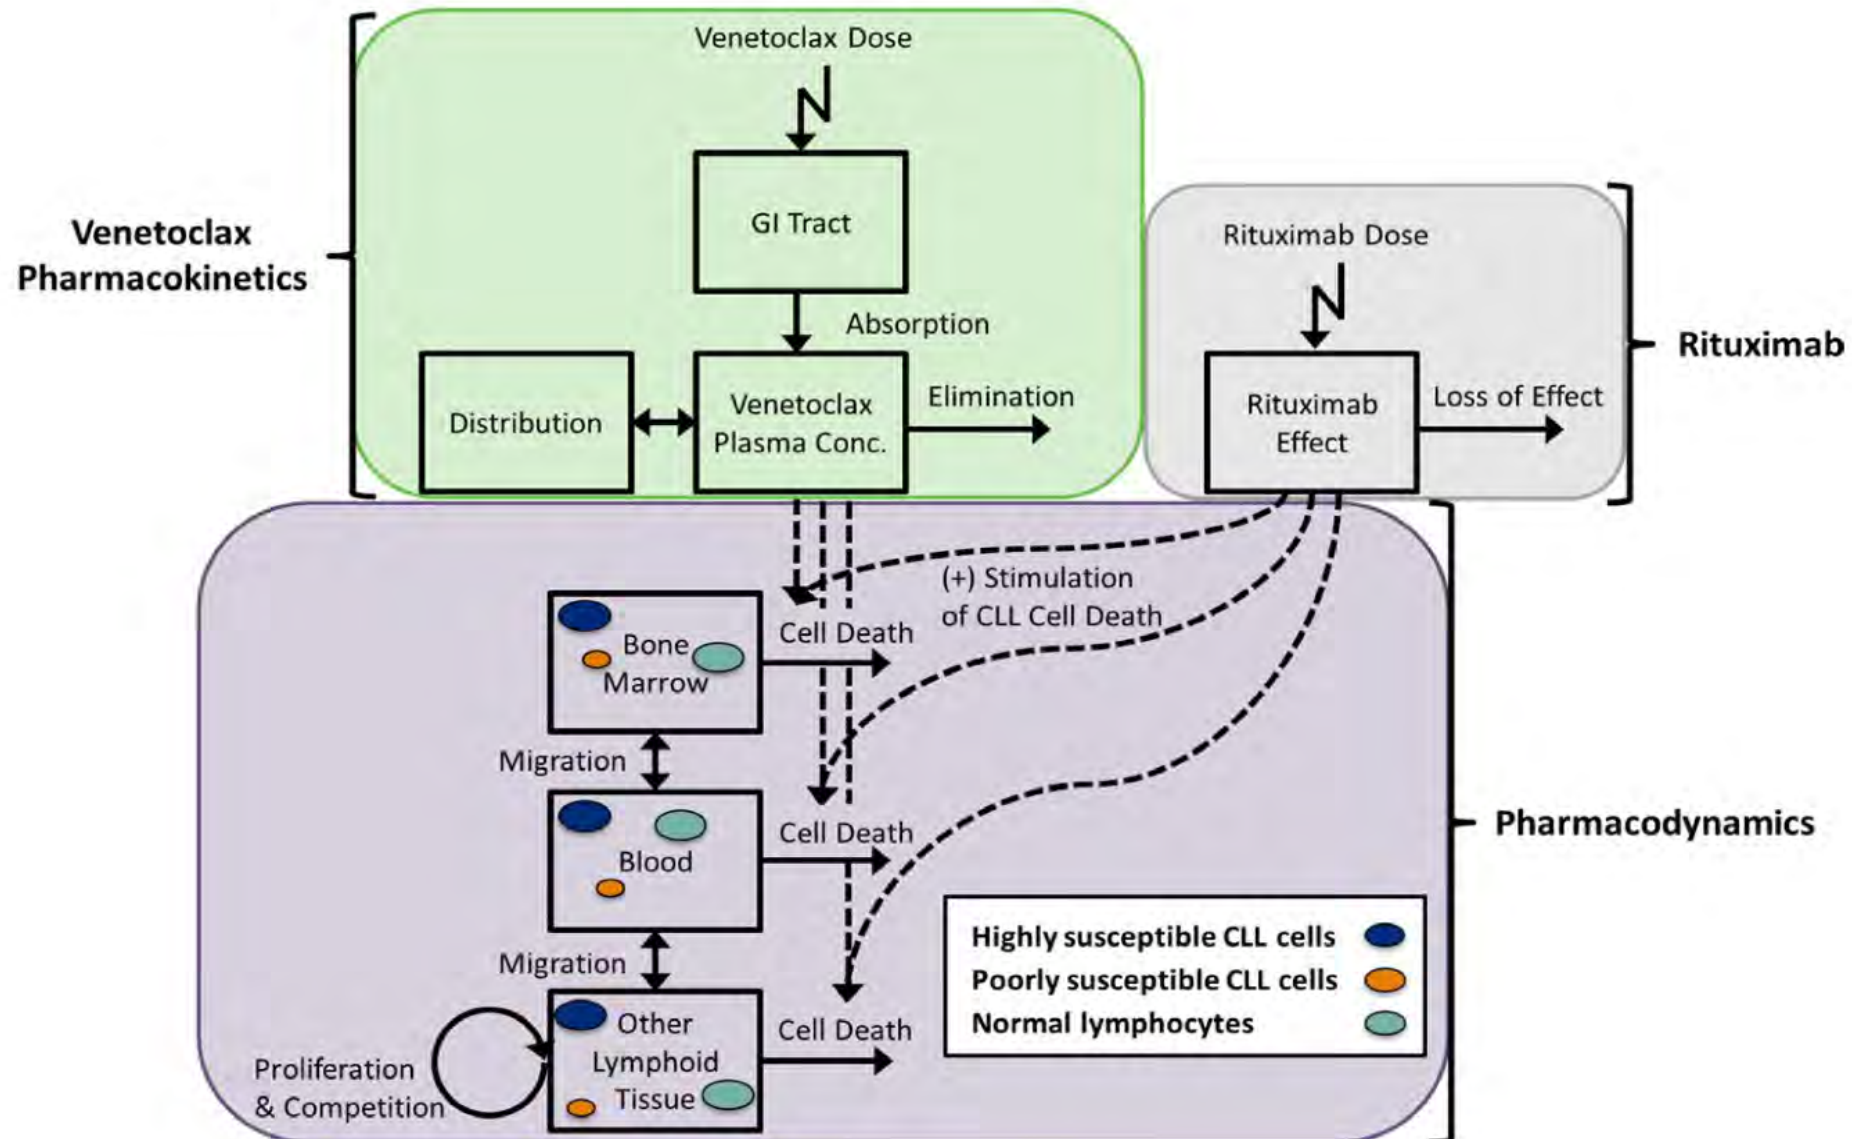 Venetoclax Dose
GI Tract
Absorption
Venetoclax
Pharmacokinetics
Distribution
Venetoclax
Plasma Conc.
Elimination
Rituximab Dose
Rituximab
Effect
Loss of Effect
Rituximab
(+) Stimulation
of CLL Cell Death
Bone
Marrow
Cell Death
Migration
Blood
Cell Death
Migration
Other
Lymphoid
Tissue
Cell Death
Proliferation
& Competition
Pharmacodynamics
Highly susceptible CLL cells
Poorly susceptible CLL cells
Normal lymphocytes